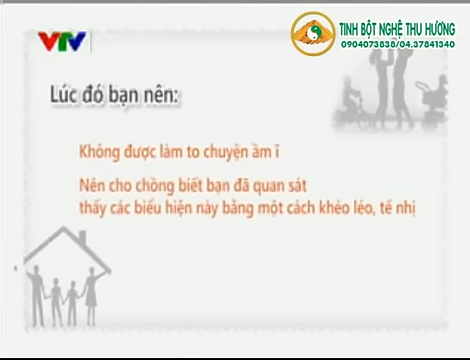 VTV
TINH BỘT NGHỆ THU HƯƠNG
0904073838/04.37841340
Lúc đó bạn nên:
Không được làm to chuyện ầm ĩ
Nên cho chồng biết bạn đã quan sát
thấy các biểu hiện này bằng một cách khéo léo, tế nhị